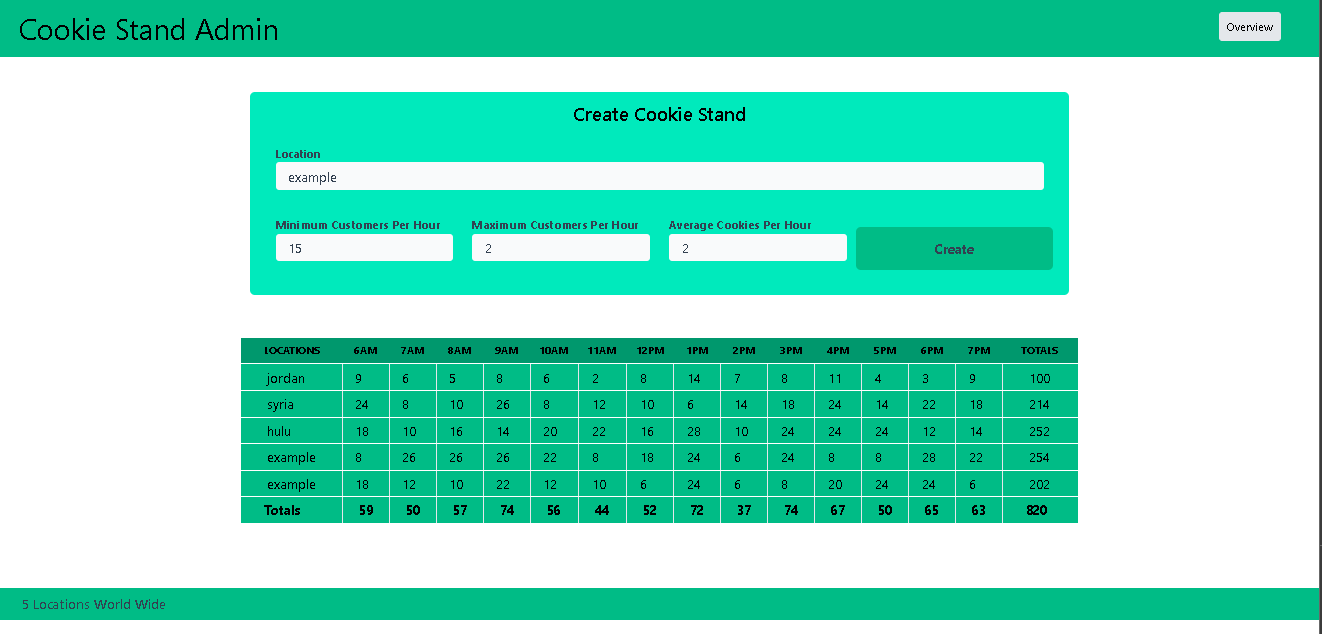 Cookie Stand Admin Overview
Create Cookie Stand
Location
example
Minimum Customers Per Hour Maximum Customers Per Hour Average Cookies Per Hour
15 2 2 Create
LOCATIONS 6AM 7AM 8AM 9AM 10AM 11AM 12PM 1PM 2PM 3PM 4PM 5PM 6PM 7PM TOTALS
jordan 9 6 5 8 6 2 8 14 7 8 11 4 3 9 100
syria 24 8 10 26 8 12 10 6 14 18 24 14 22 18 214
hulu 18 10 16 14 20 22 16 28 10 24 24 24 12 14 252
example 8 26 26 26 22 8 18 24 6 24 8 8 28 22 254
example 18 12 10 22 12 10 6 24 6 8 20 24 24 6 202
Totals 59 50 57 74 56 44 52 72 37 74 67 50 65 63 820
5 Locations World Wide